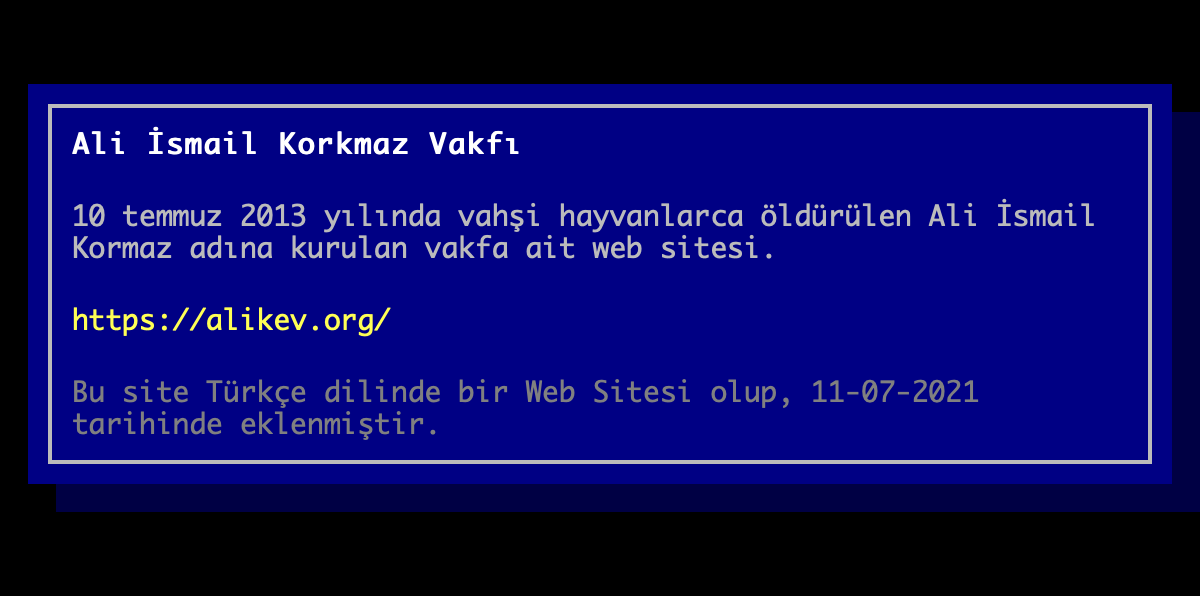 Ali İsmail Korkmaz Vakfı
10 temmuz 2013 yılında vahşi hayvanlarca öldürülen Ali İsmail
Kormaz adına kurulan vakfa ait web sitesi.
https://alikev.org/
Bu site Türkçe dilinde bir Web Sitesi olup, 11-07-2021
tarihinde eklenmiştir.